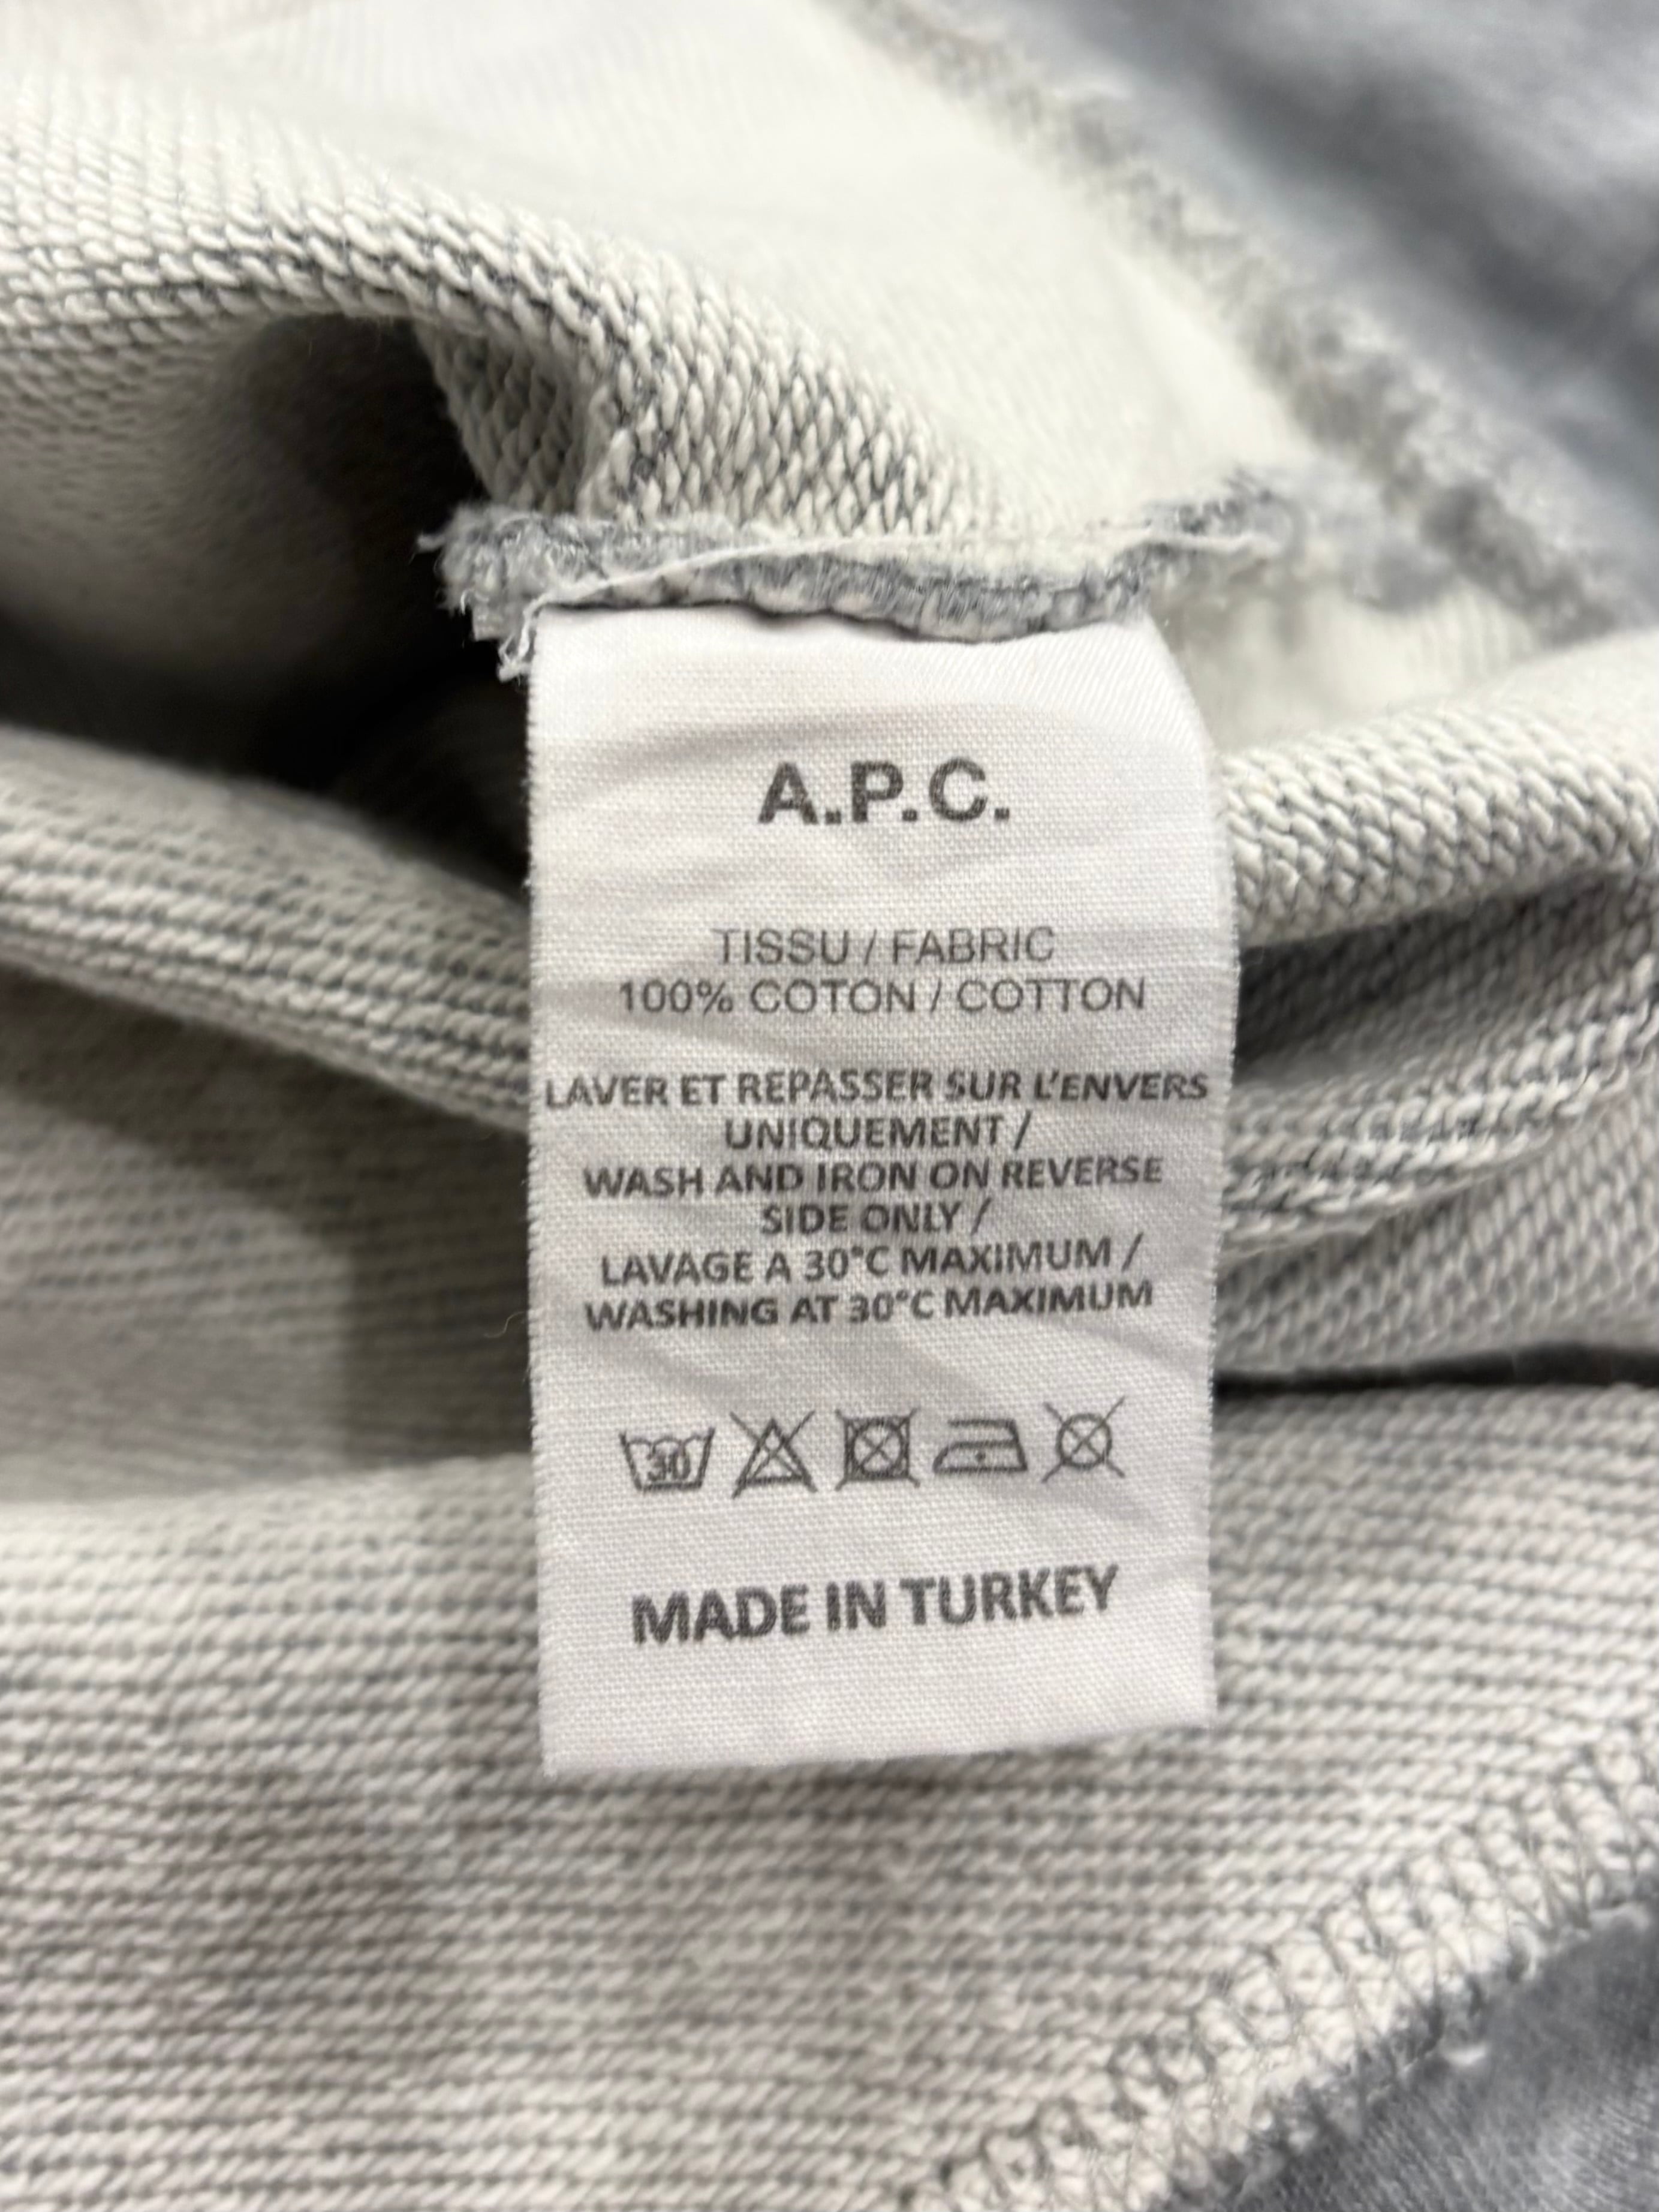 A.P.C.
TISSU / FABRIC
100% COTON / COTTON
LAVER ET REPASSER SUR L'ENVERS
UNIQUEMENT /
WASH AND IRON ON REVERSE
SIDE ONLY /
LAVAGE A 30°C MAXIMUM /
WASHING AT 30°C MAXIMUM
30
MADE IN TURKEY